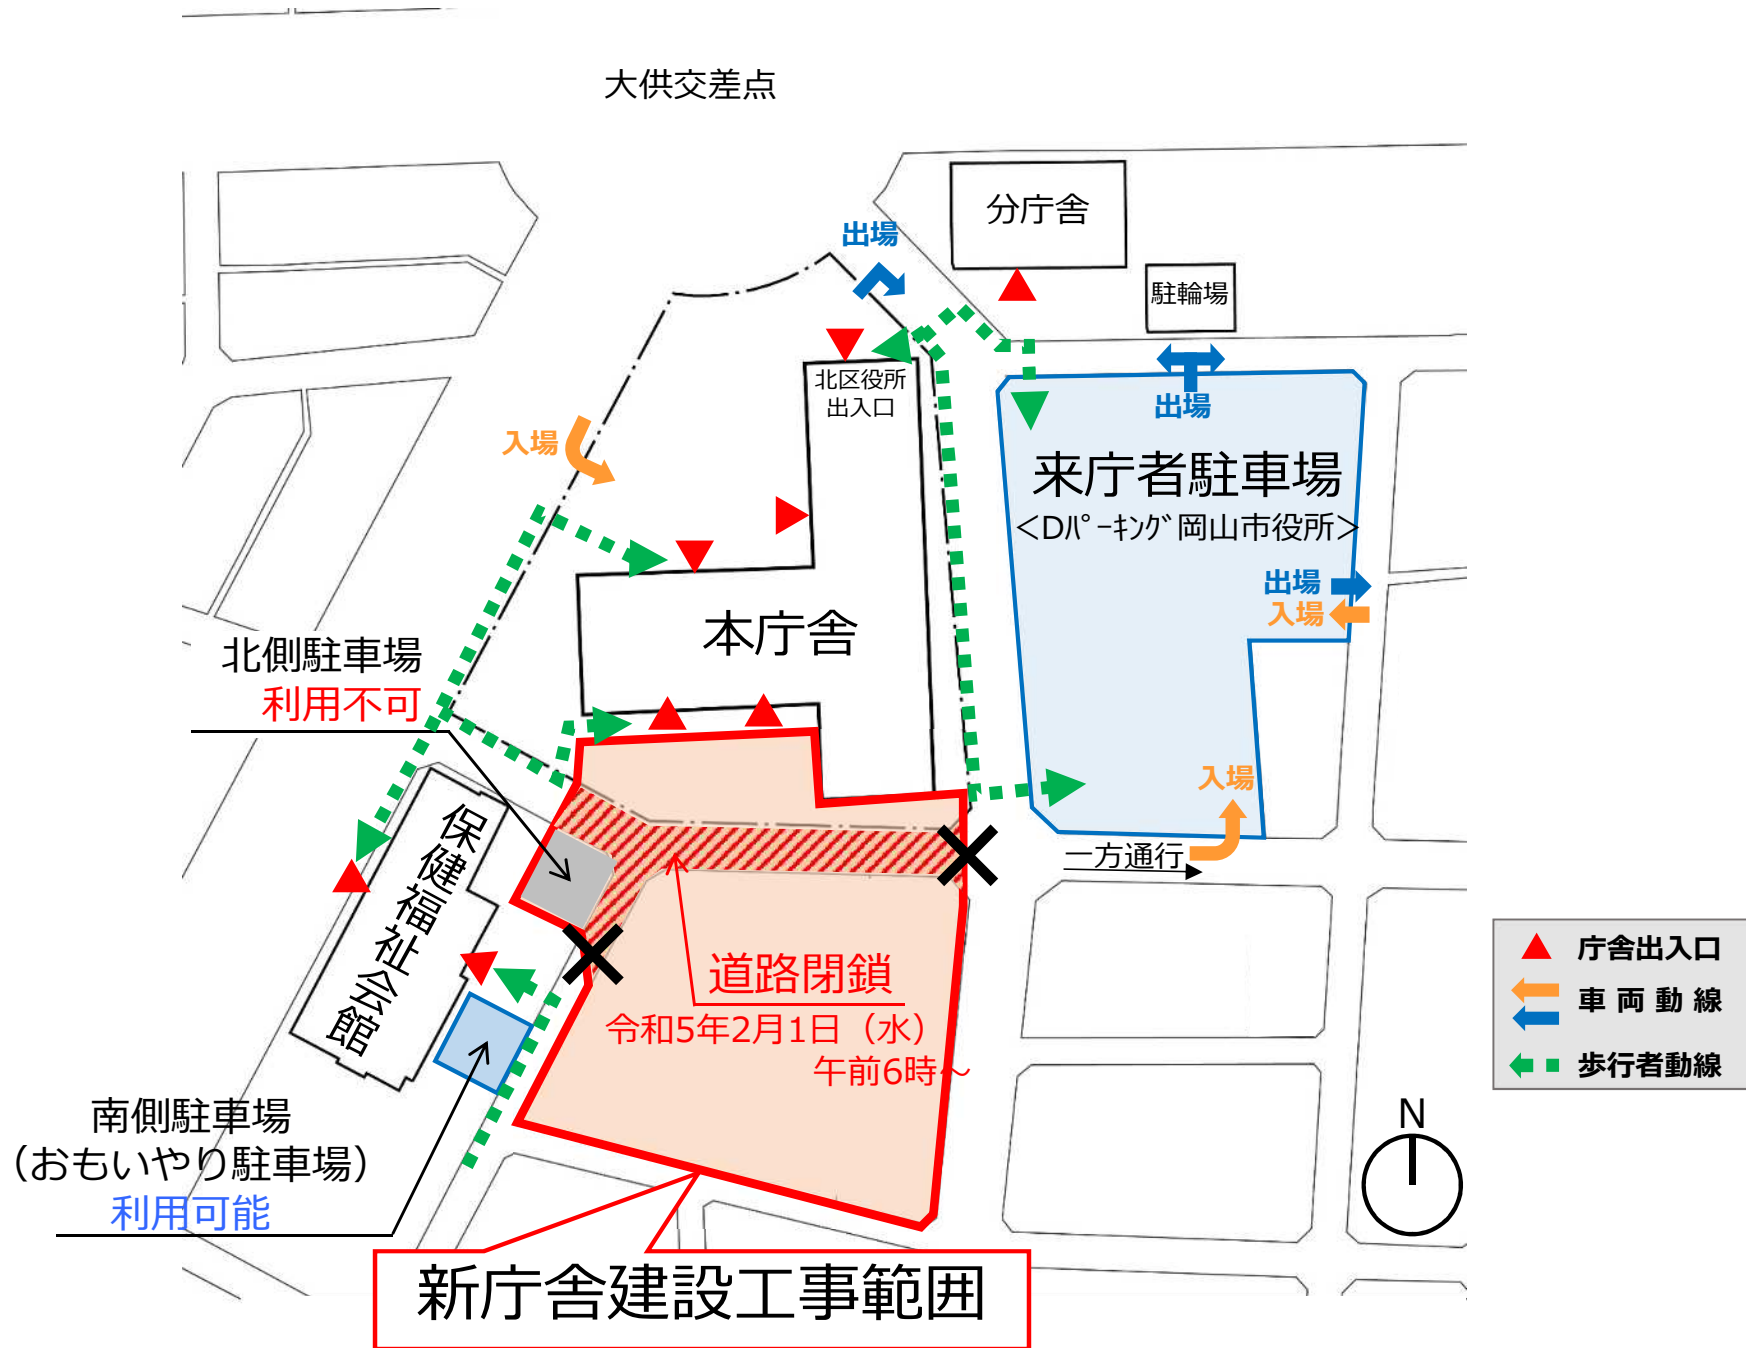 大供交差点
分庁舎
出場
駐輪場
北区役所
出入口
出場
入場
来庁者駐車場
<Dﾊﾟｰｷﾝｸﾞ岡山市役所>
出場
入場
本庁舎
北側駐車場
利用不可
入場
一方通行
保健福祉会館
道路閉鎖
令和5年2月1日（水）
午前6時～
南側駐車場
（おもいやり駐車場）
利用可能
新庁舎建設工事範囲
庁舎出入口
車両動線
歩行者動線
N